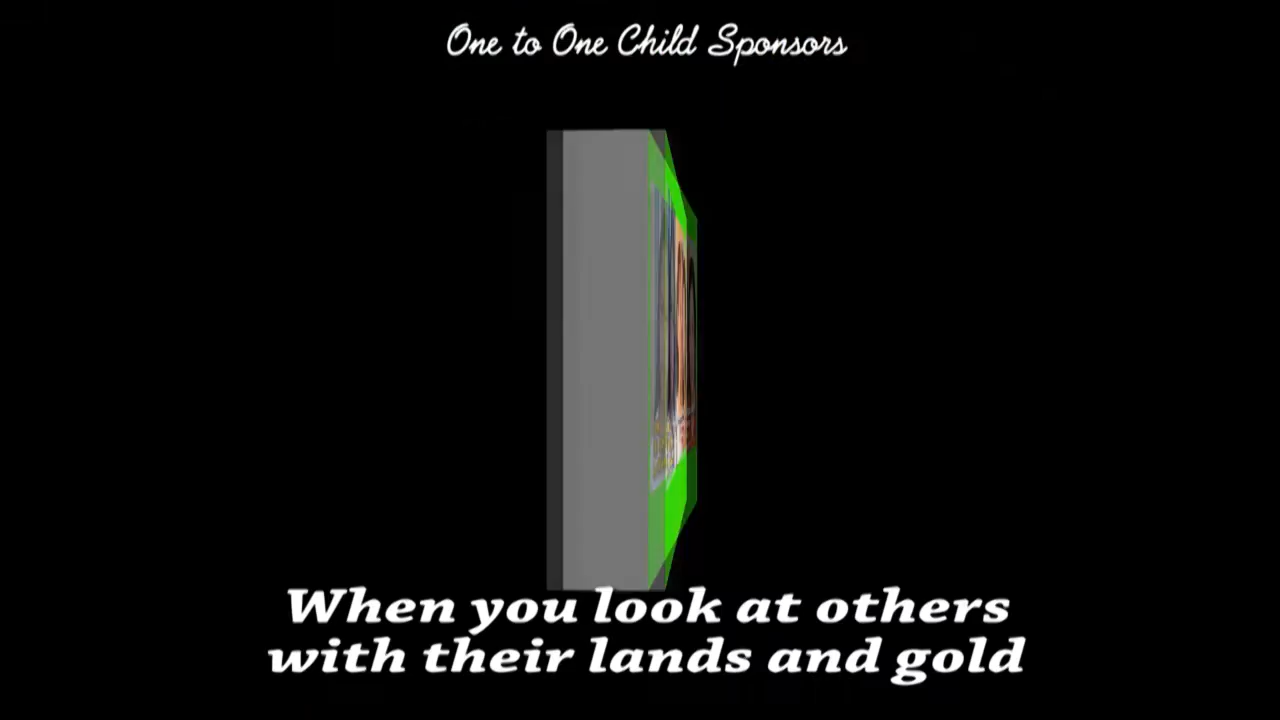 One to One Child Sponsors
When you look at others
with their lands and gold